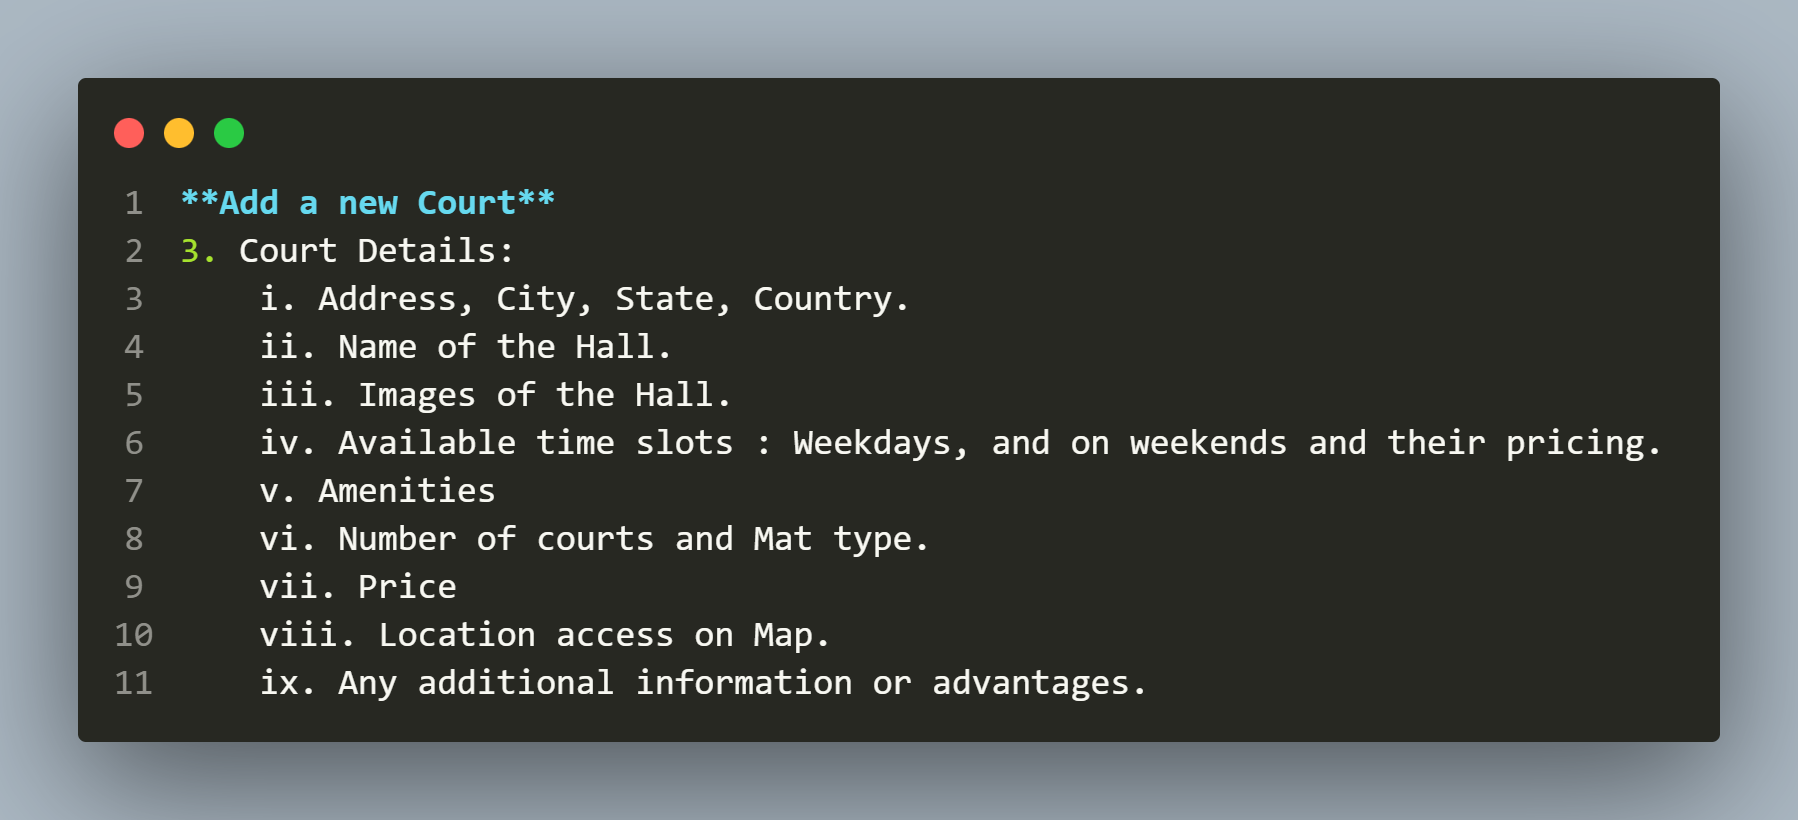 1 **Add a new Court**
2 3. Court Details:
3 i. Address, City, State, Country.
4 ii. Name of the Hall.
5 iii. Images of the Hall.
6 iv. Available time slots : Weekdays, and on weekends and their pricing.
7 v. Amenities
8 vi. Number of courts and Mat type.
9 vii. Price
10 viii. Location access on Map.
11 ix. Any additional information or advantages.